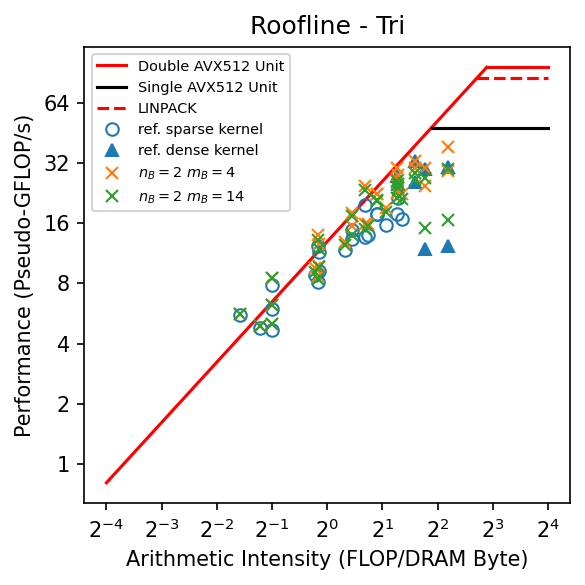 Roofline - Tri
Performance (Pseudo-GFLOP/s)
64
32
16
8
4
2
1
Double AVX512 Unit
Single AVX512 Unit
LINPACK
ref. sparse kernel
ref. dense kernel
$n_B = 2$ $m_B = 4$
$n_B = 2$ $m_B = 14$
$2^{-4}$ $2^{-3}$ $2^{-2}$ $2^{-1}$ $2^{0}$ $2^{1}$ $2^{2}$ $2^{3}$ $2^{4}$
Arithmetic Intensity (FLOP/DRAM Byte)